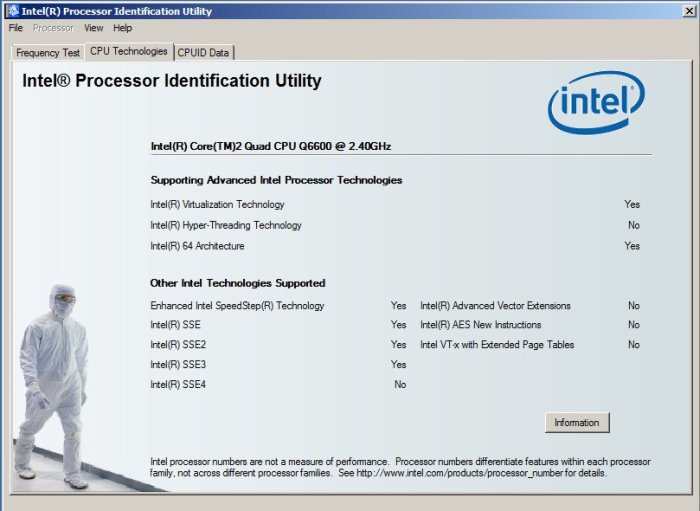 Intel(R) Processor Identification Utility
File Processor View Help
Frequency Test CPU Technologies CPUID Data
Intel® Processor Identification Utility
intel
Intel(R) Core(TM)2 Quad CPU Q6600 @ 2.40GHz
Supporting Advanced Intel Processor Technologies
Intel(R) Virtualization Technology Yes
Intel(R) Hyper-Threading Technology No
Intel(R) 64 Architecture Yes
Other Intel Technologies Supported
Enhanced Intel SpeedStep(R) Technology Yes Intel(R) Advanced Vector Extensions No
Intel(R) SSE Yes Intel(R) AES New Instructions No
Intel(R) SSE2 Yes Intel VT-x with Extended Page Tables No
Intel(R) SSE3 Yes
Intel(R) SSE4 No
Information
Intel processor numbers are not a measure of performance. Processor numbers differentiate features within each processor
family, not across different processor families. See http://www.intel.com/products/processor_number for details.